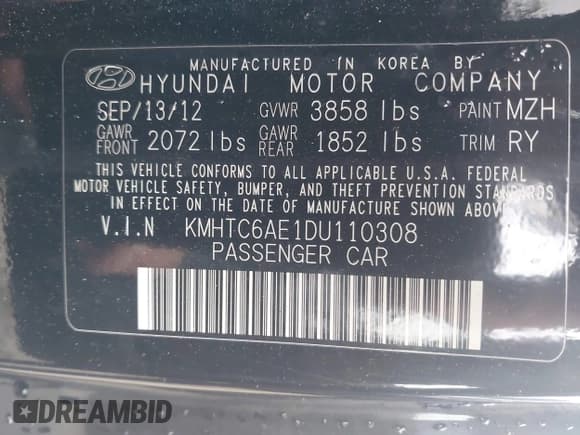 MANUFACTURED IN KOREA BY
HYUNDAI MOTOR COMPANY
SEP/13/12 GVWR 3858 lbs PAINT MZH
GAWR FRONT 2072 lbs GAWR REAR 1852 lbs TRIM RY
THIS VEHICLE CONFORMS TO ALL APPLICABLE U.S.A. FEDERAL
MOTOR VEHICLE SAFETY, BUMPER, AND THEFT PREVENTION STANDARDS
IN EFFECT ON THE DATE OF MANUFACTURE SHOWN ABOVE.
V.I.N KMHTC6AE1DU110308
PASSENGER CAR
DREAMBID